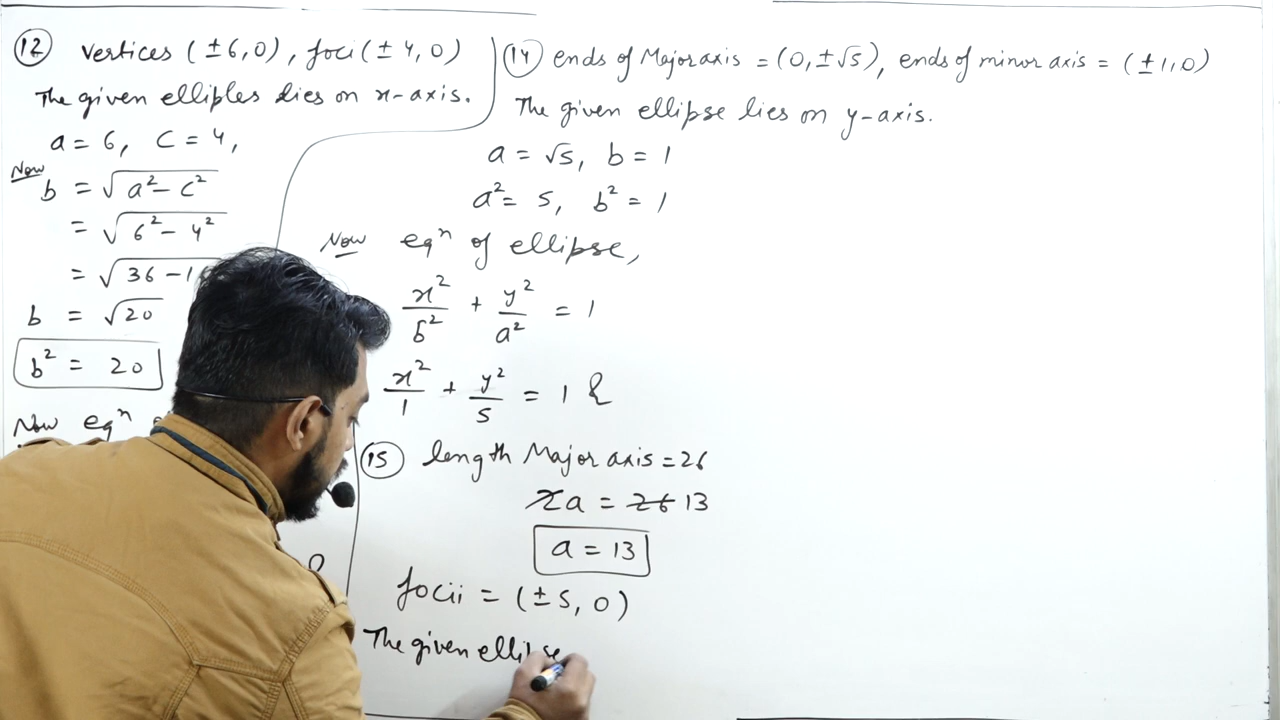 (12) Vertices (±6,0), foci (± 4, 0)
The given elliples lies on x-axis.
a = 6, c = 4,
Now
b = √a² - c²
= √6² - 4²
= √36 - 1
b = √20
b² = 20
Now eqⁿ
(14) ends of Major axis = (0, ±√5), ends of minor axis = (±1,0)
The given ellipse lies on y-axis.
a = √5, b = 1
a² = 5, b² = 1
Now eqⁿ of ellipse,
x²/b² + y²/a² = 1
x²/1 + y²/5 = 1
(15) length Major axis = 26
2a = 26 13
a = 13
focii = (±5, 0)
The given ellipse